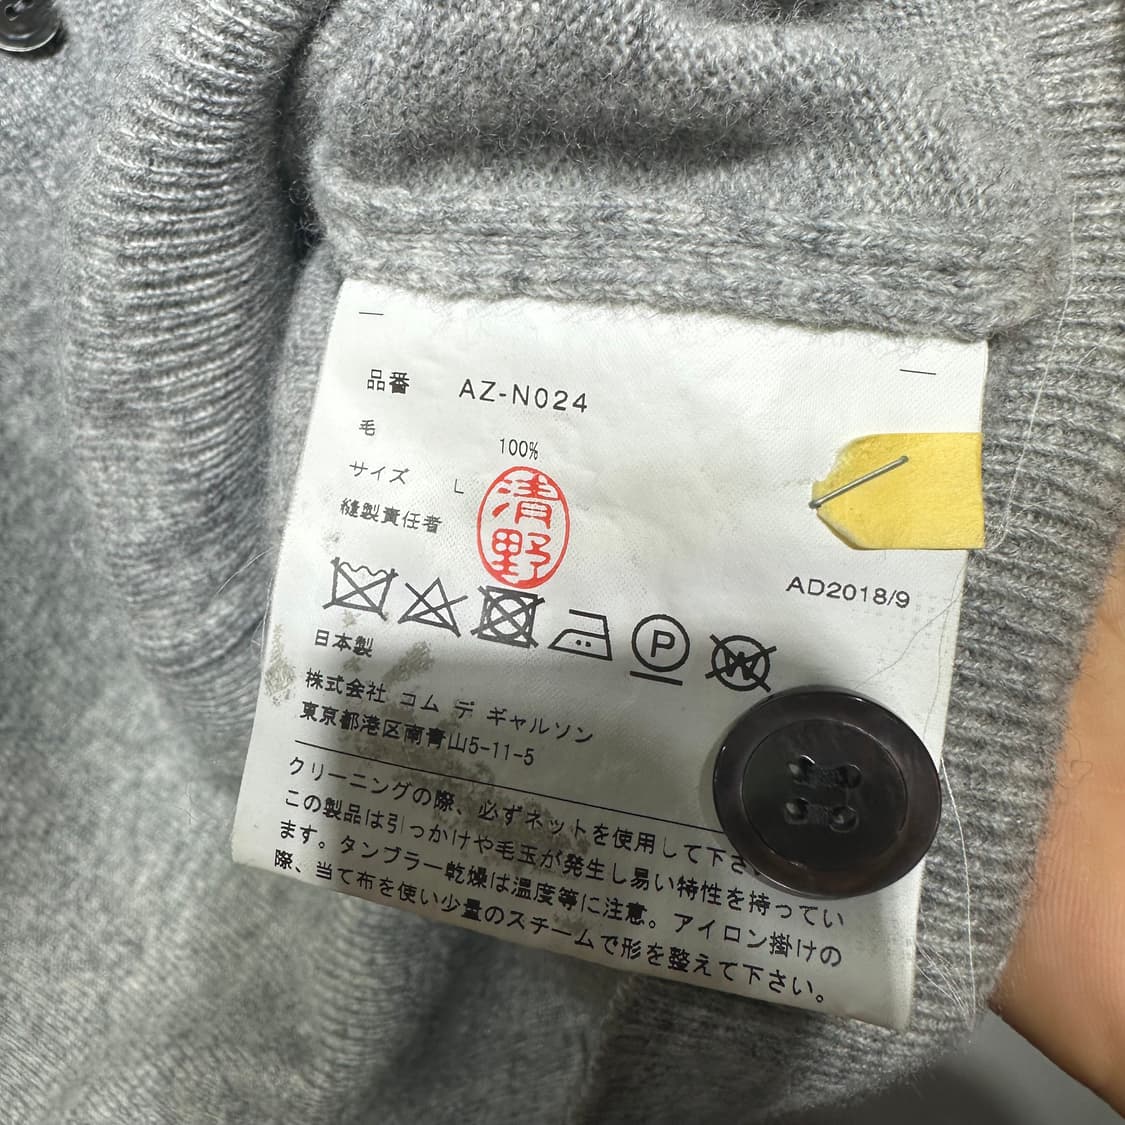 品番 AZ-N024
毛 100%
サイズ L
縫製責任者 清野
AD2018/9
P
W
日本製
株式会社 コム デ ギャルソン
東京都港区南青山5-11-5
クリーニングの際、必ずネットを使用して下さ
この製品は引っかけや毛玉が発生し易い特性を持ってい
ます。タンブラー乾燥は温度等に注意。アイロン掛けの
際、当て布を使い少量のスチームで形を整えて下さい。